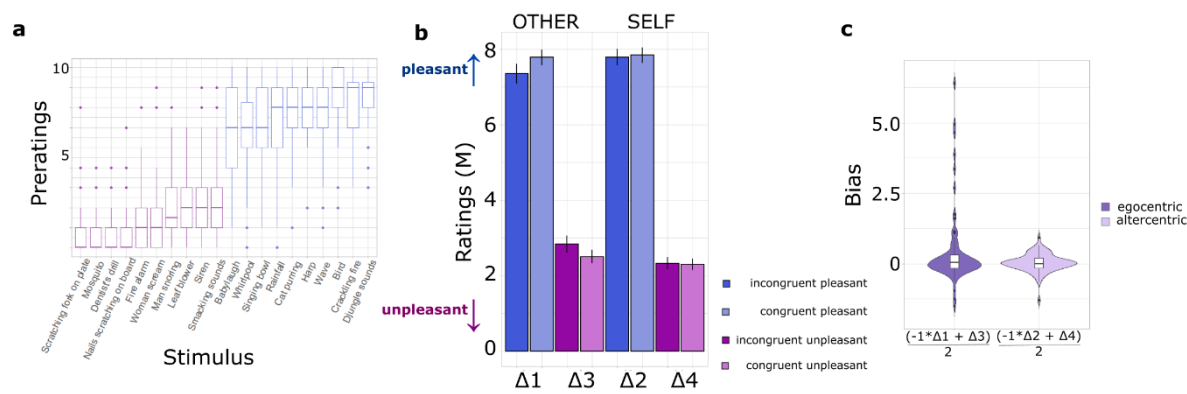 a
Preratings
10
5
Scratching fork on plate
Mosquito
Dentist's dell
Nails scratching on board
Fire alarm
Woman scream
Man snoring
Leaf blower
Siren
Smacking sounds
Babylaugh
Whirlpool
Singing bowl
Rainfall
Cat purring
Harp
Wave
Bird
Crackling fire
Djungle sounds
Stimulus
b
OTHER SELF
pleasant
unpleasant
Ratings (M)
8
6
4
2
0
Δ1 Δ3 Δ2 Δ4
incongruent pleasant
congruent pleasant
incongruent unpleasant
congruent unpleasant
c
Bias
5.0
2.5
0
(-1*Δ1 + Δ3) (-1*Δ2 + Δ4)
2 2
egocentric
altercentric